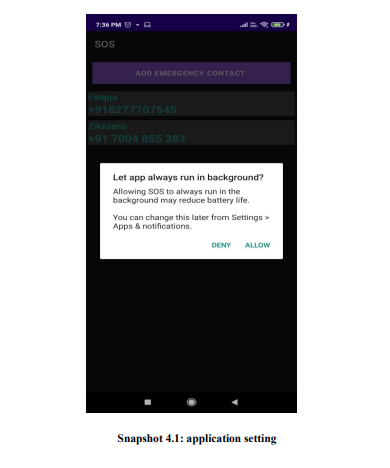 7:36 PM
SOS
ADD EMERGENCY CONTACT
Faiqua
+918277707545
Zikssssa
+91 7004 855 383
Let app always run in background?
Allowing SOS to always run in the
background may reduce battery life.
You can change this later from Settings >
Apps & notifications.
DENY ALLOW
Snapshot 4.1: application setting